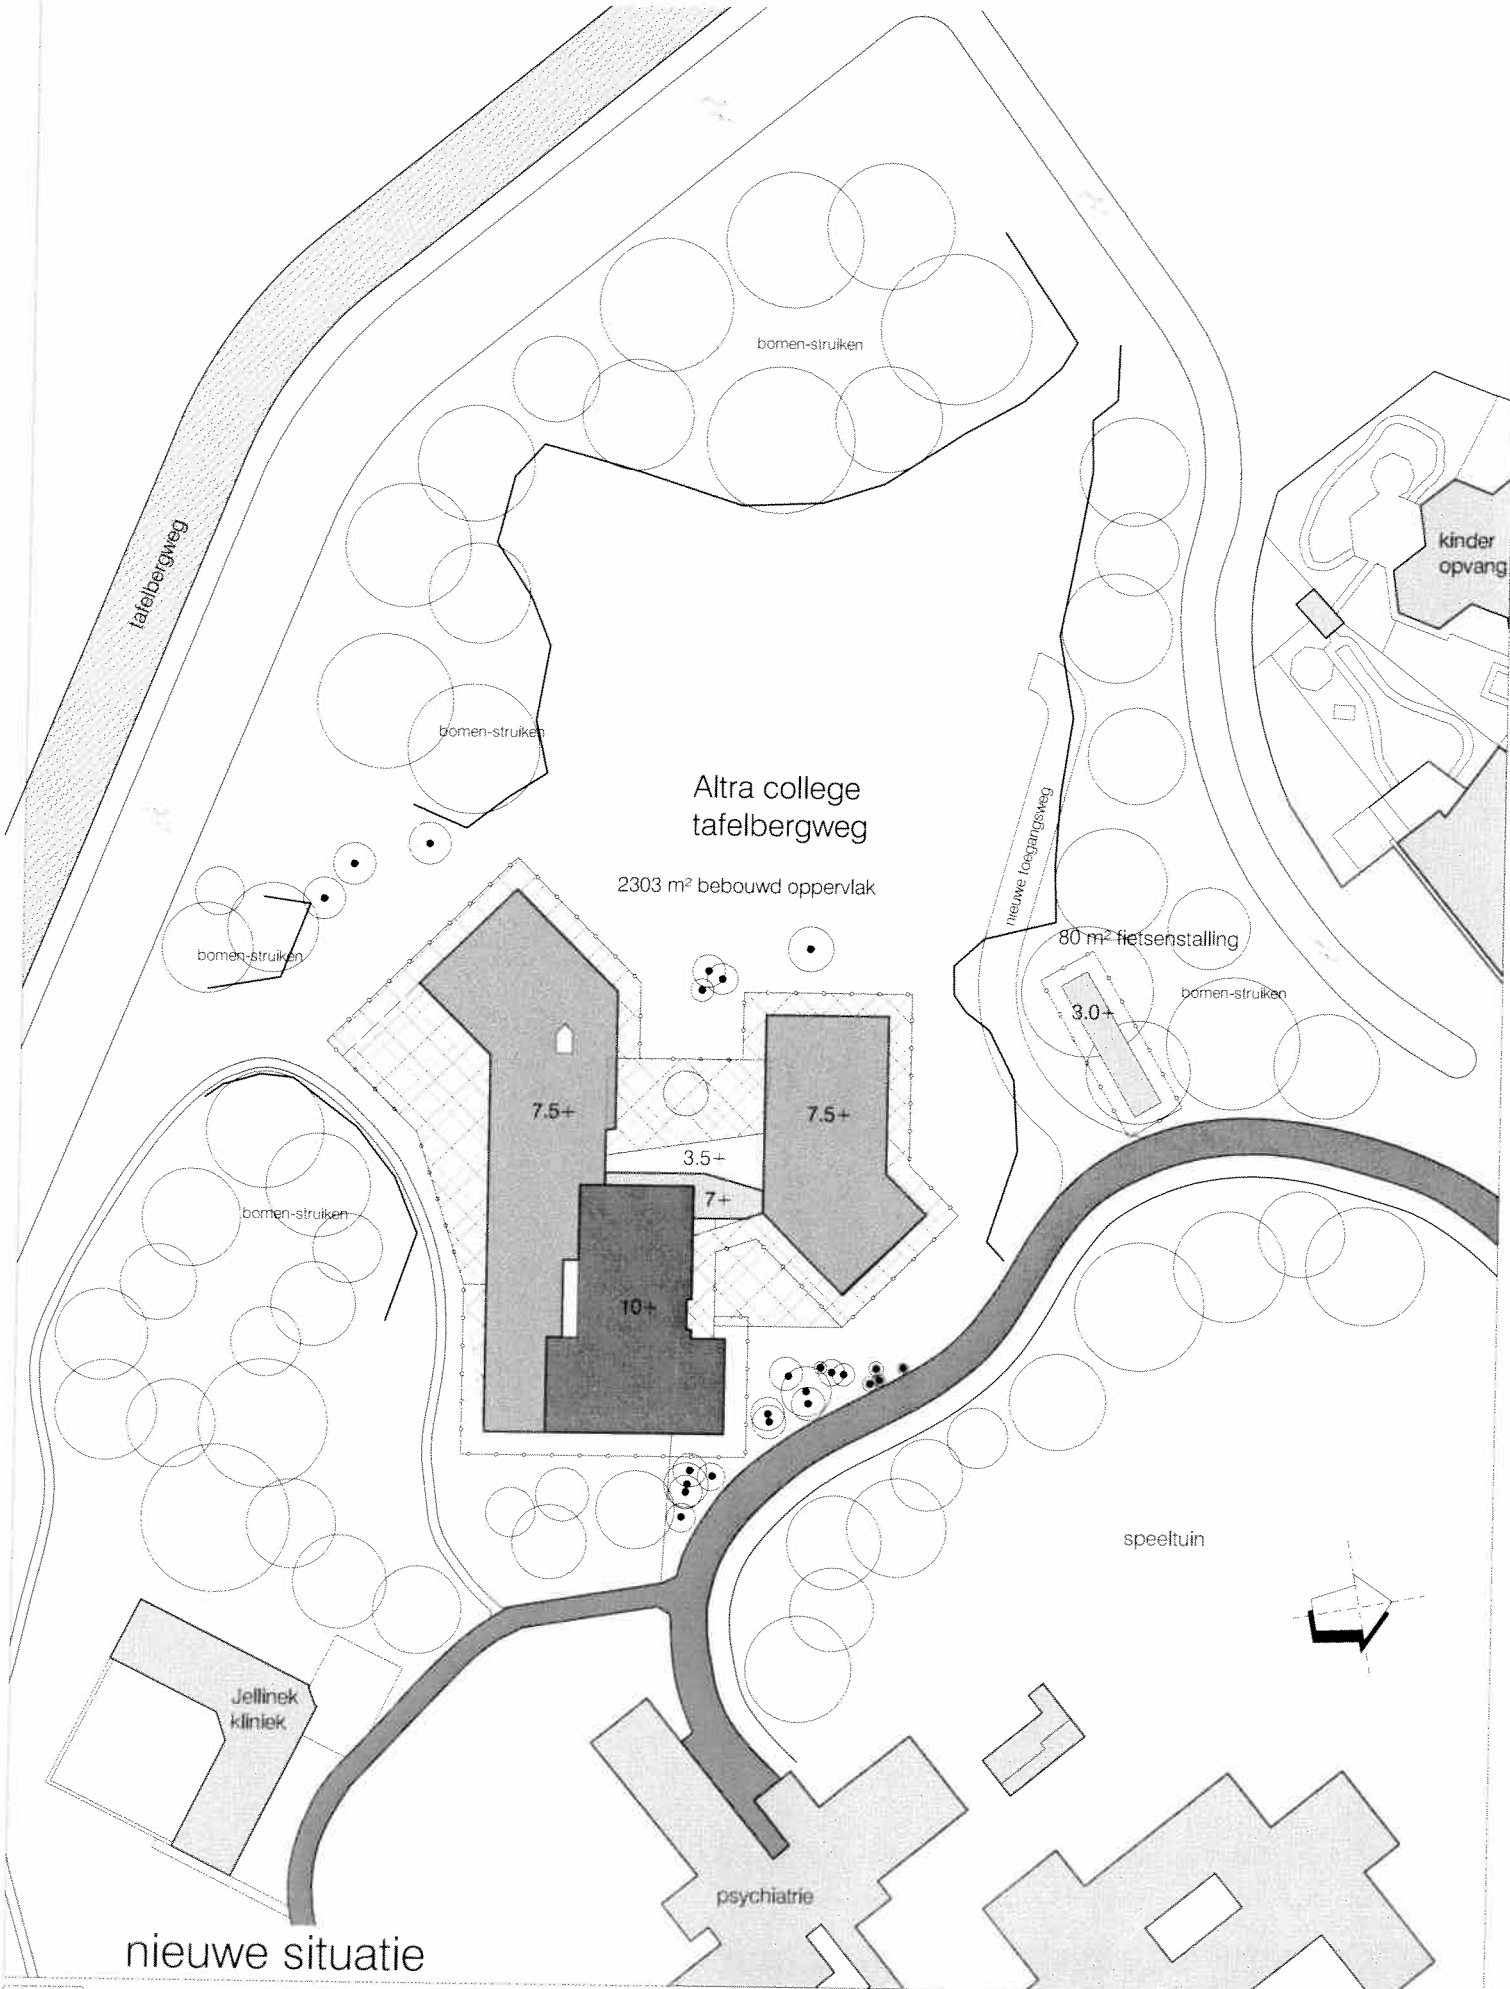 bomen-struiken
tafelbergweg
kinder
opvang
bomen-struiken
Altra college
tafelbergweg
nieuwe toegangsweg
2303 m² bebouwd oppervlak
80 m² fietsenstalling
bomen-struiken
bomen-struiken
3.0+
7.5+
7.5+
3.5+
7+
bomen-struiken
10+
speeltuin
Jellinek
kliniek
psychiatrie
nieuwe situatie